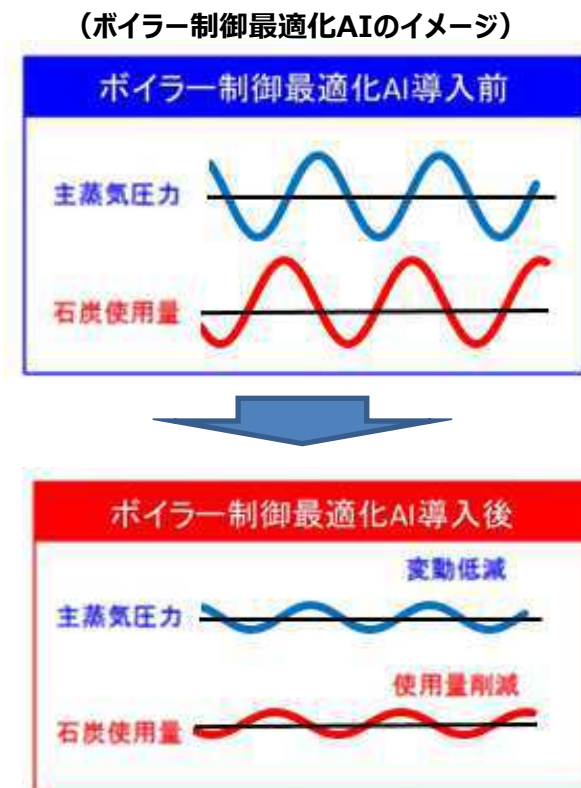 （ボイラー制御最適化AIのイメージ）
ボイラー制御最適化AI導入前
主蒸気圧力
石炭使用量
ボイラー制御最適化AI導入後
変動低減
主蒸気圧力
使用量削減
石炭使用量